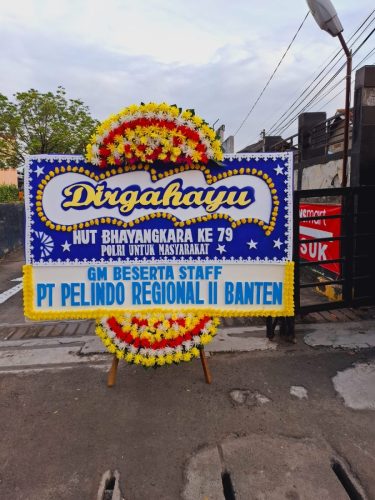 Dirgahayu
HUT BHAYANGKARA KE 79
POLRI UNTUK MASYARAKAT
GM BESERTA STAFF
PT PELINDO REGIONAL II BANTEN